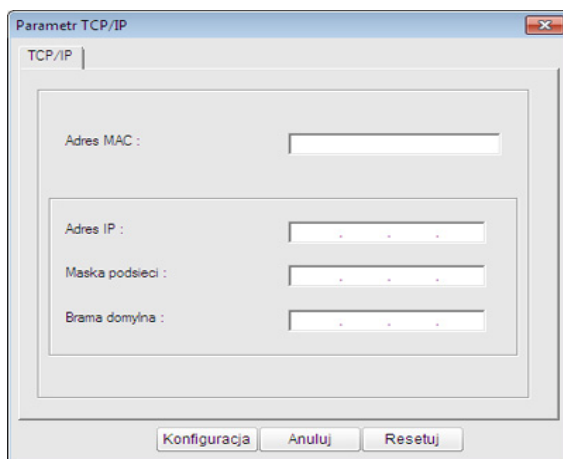 Parametr TCP/IP
TCP/IP
Adres MAC :
Adres IP :
. . .
Maska podsieci :
. . .
Brama domylna :
. . .
Konfiguracja Anuluj Resetuj